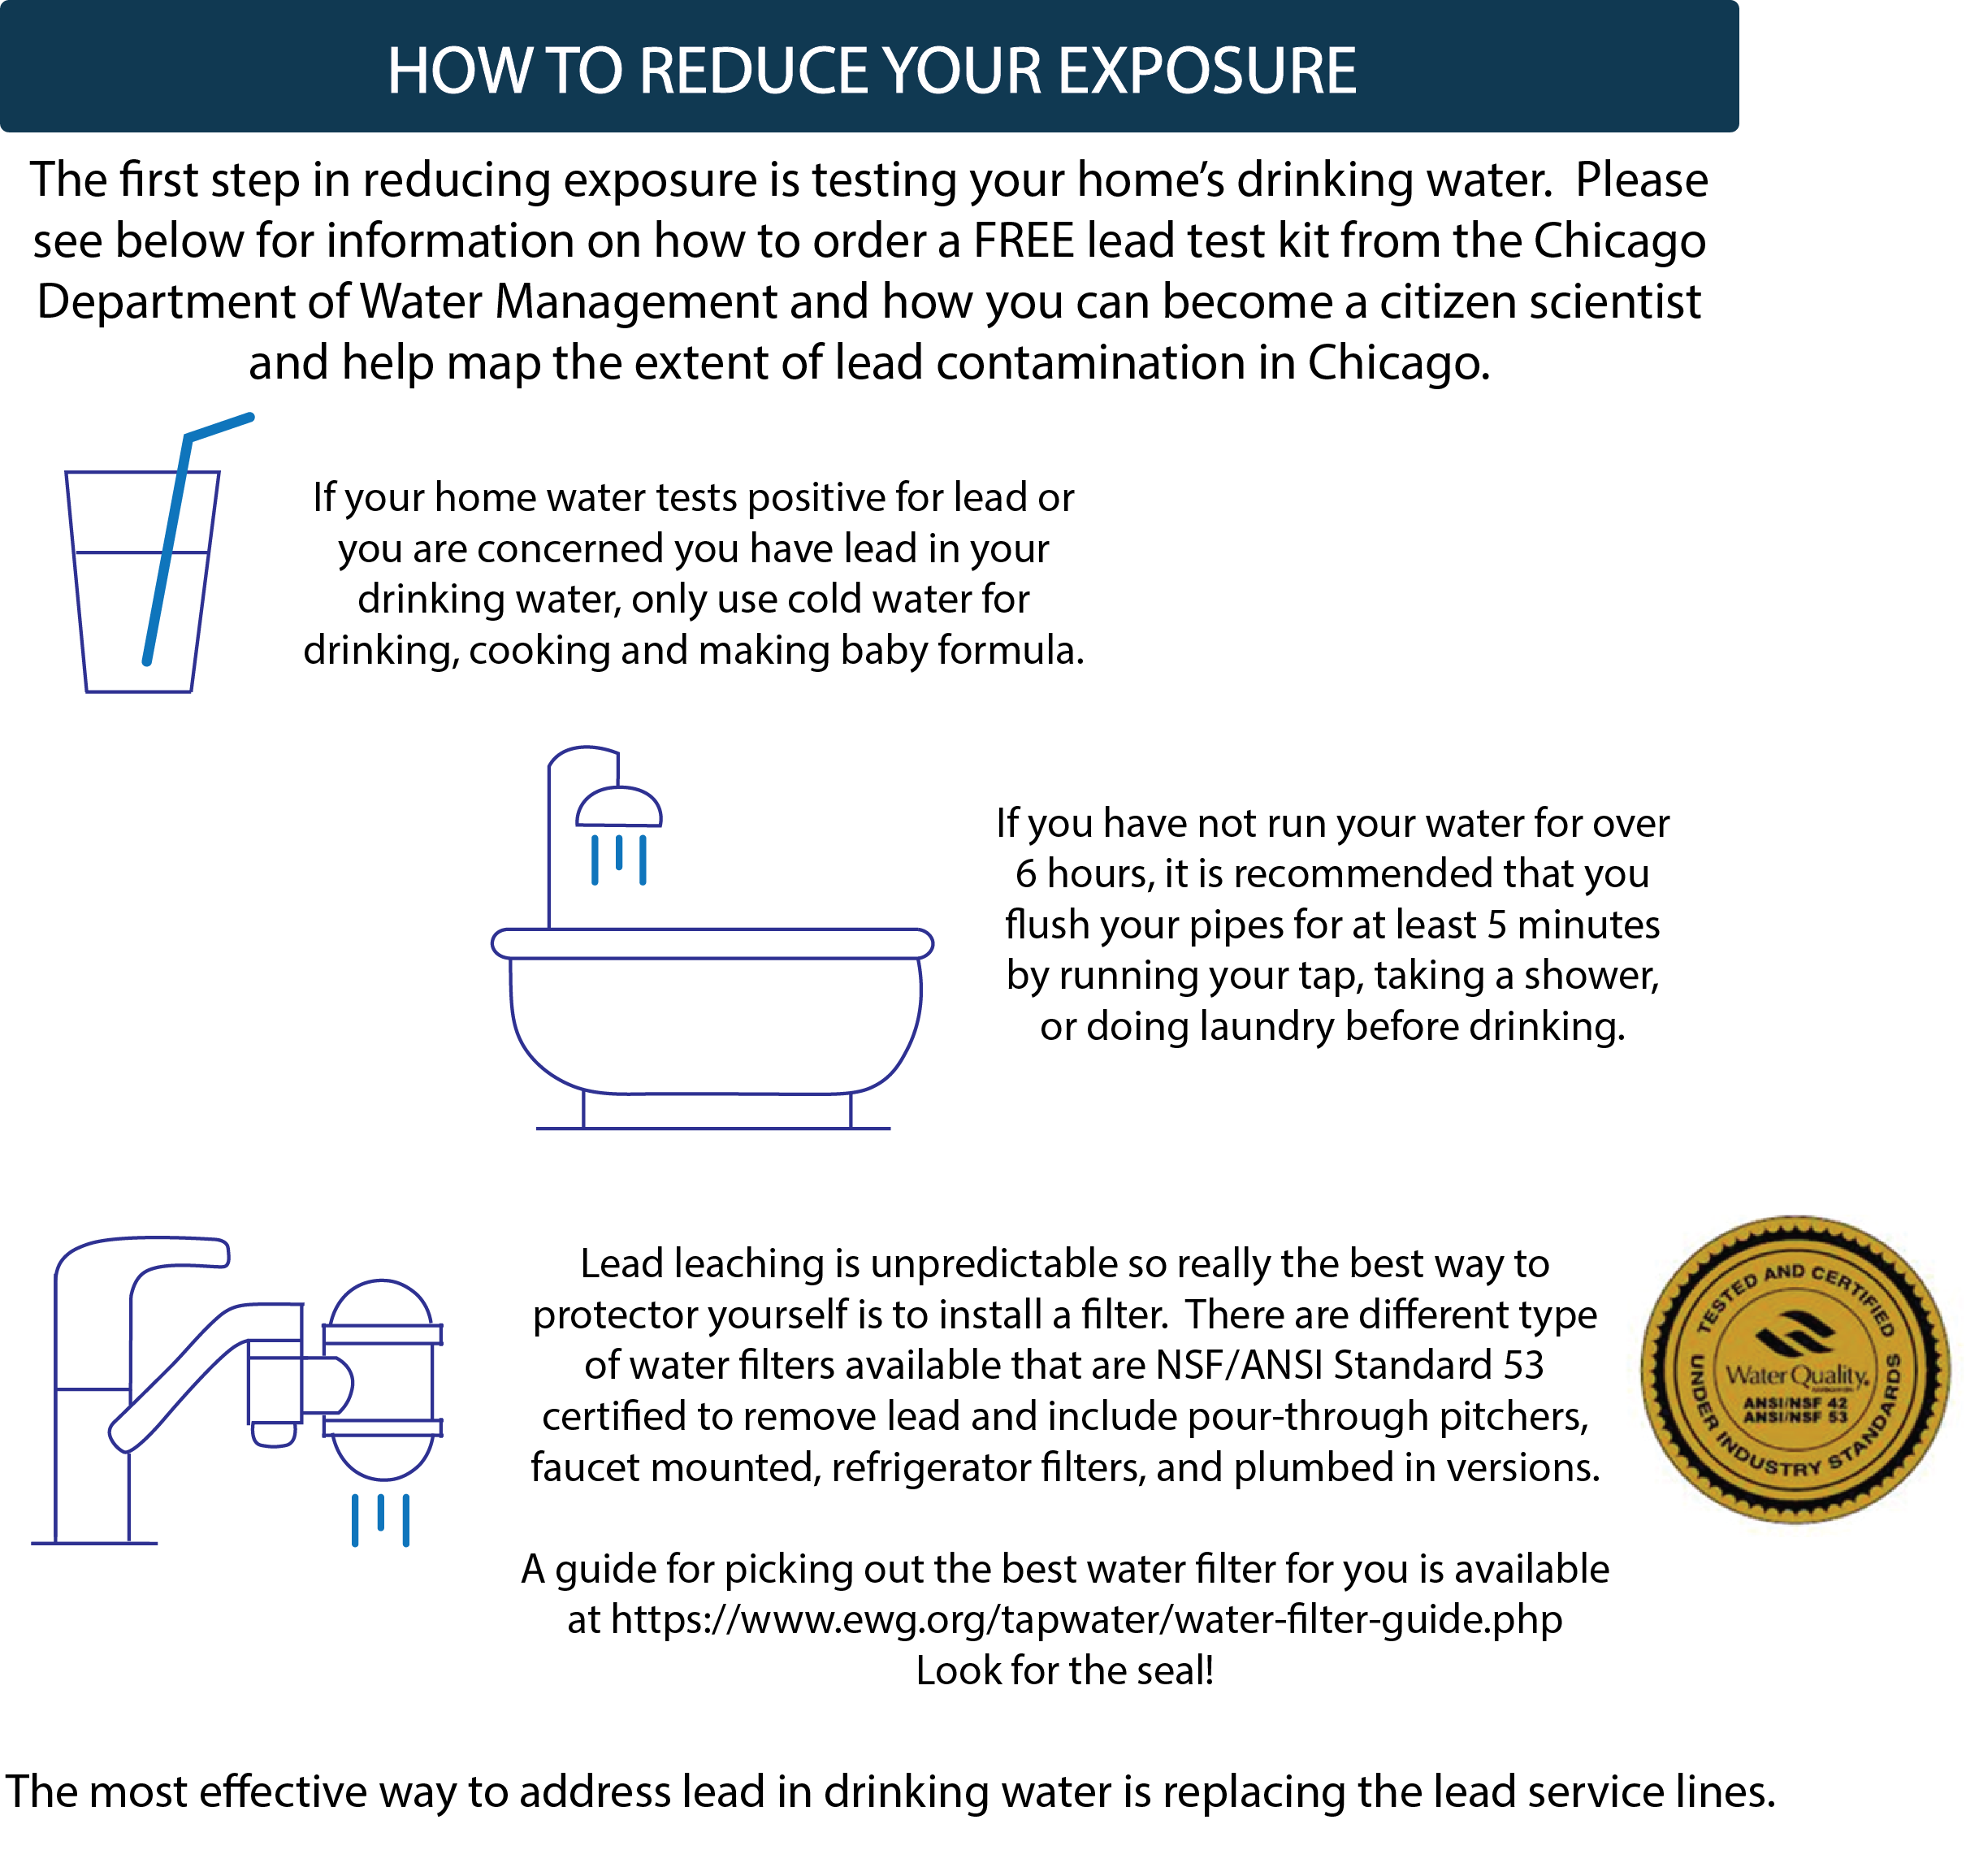 HOW TO REDUCE YOUR EXPOSURE
The first step in reducing exposure is testing your home’s drinking water.  Please
see below for information on how to order a FREE lead test kit from the Chicago
Department of Water Management and how you can become a citizen scientist
and help map the extent of lead contamination in Chicago.
If your home water tests positive for lead or
you are concerned you have lead in your
drinking water, only use cold water for
drinking, cooking and making baby formula.
If you have not run your water for over
6 hours, it is recommended that you
flush your pipes for at least 5 minutes
by running your tap, taking a shower,
or doing laundry before drinking.
Lead leaching is unpredictable so really the best way to
protector yourself is to install a filter.  There are different type
of water filters available that are NSF/ANSI Standard 53
certified to remove lead and include pour-through pitchers,
faucet mounted, refrigerator filters, and plumbed in versions.
TESTED AND CERTIFIED
Water Quality
ANSI/NSF 42
ANSI/NSF 53
UNDER INDUSTRY STANDARDS
A guide for picking out the best water filter for you is available
at https://www.ewg.org/tapwater/water-filter-guide.php
Look for the seal!
The most effective way to address lead in drinking water is replacing the lead service lines.